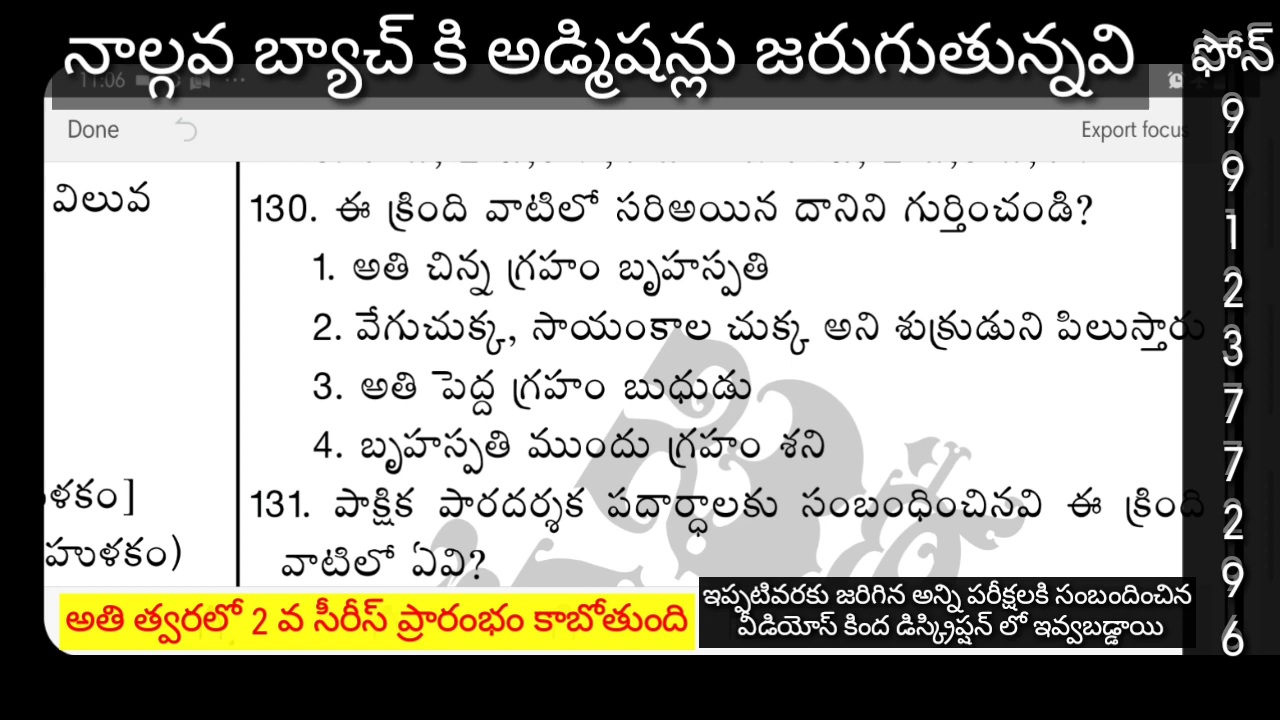 నాల్గవ బ్యాచ్ కి అడ్మిషన్లు జరుగుతున్నవి
ఫోన్
9
9
1
2
3
7
7
2
9
6
11:06
Done
Export focus
విలువ
130. ఈ క్రింది వాటిలో సరిఅయిన దానిని గుర్తించండి?
1. అతి చిన్న గ్రహం బృహస్పతి
2. వేగుచుక్క, సాయంకాల చుక్క అని శుక్రుడుని పిలుస్తారు
3. అతి పెద్ద గ్రహం బుధుడు
4. బృహస్పతి ముందు గ్రహం శని
ళకం]
హుళకం)
131. పాక్షిక పారదర్శక పదార్ధాలకు సంబంధించినవి ఈ క్రింది
వాటిలో ఏవి?
అతి త్వరలో 2 వ సీరీస్ ప్రారంభం కాబోతుంది
ఇప్పటివరకు జరిగిన అన్ని పరీక్షలకి సంబందించిన
వీడియోస్ కింద డిస్క్రిప్షన్ లో ఇవ్వబడ్డాయి